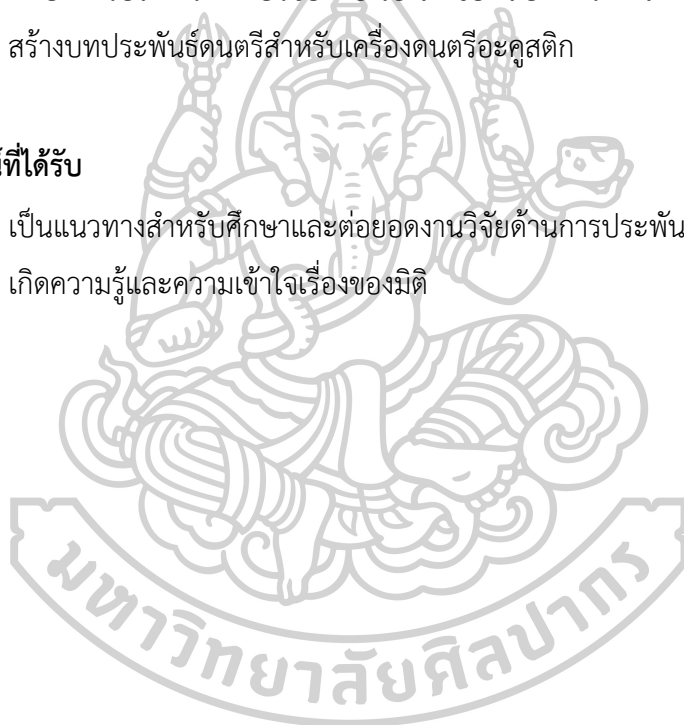 สร้างบทประพันธ์ดนตรีสำหรับเครื่องดนตรีอะคูสติก
ที่ได้รับ
เป็นแนวทางสำหรับศึกษาและต่อยอดงานวิจัยด้านการประพัน
เกิดความรู้และความเข้าใจเรื่องของมิติ
มหาวิทยาลัยศิลปากร